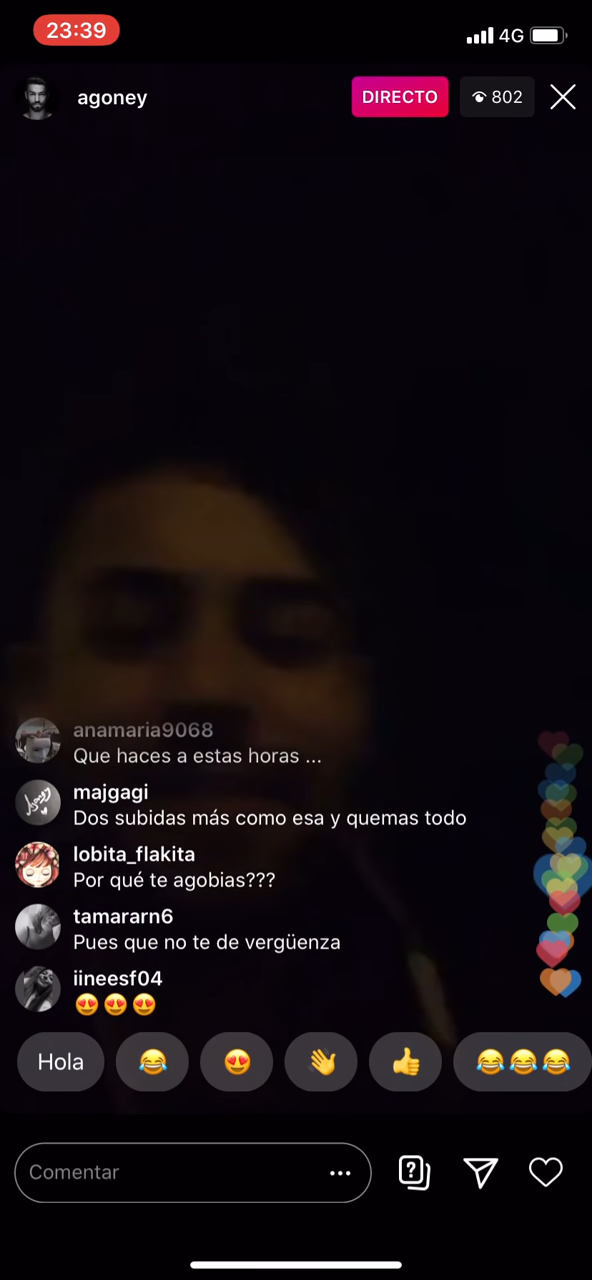 23:39
4G
agoney
DIRECTO
802
anamaria9068
Que haces a estas horas ...
majgagi
Dos subidas más como esa y quemas todo
lobita_flakita
Por qué te agobias???
tamararn6
Pues que no te de vergüenza
iineesf04
😍😍😍
Hola 😂 😍 👋 👍 😂😂😂
Comentar